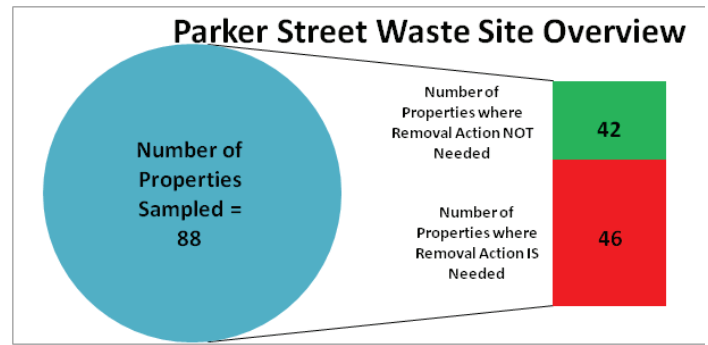 Parker Street Waste Site Overview
Number of
Properties
Sampled =
88
Number of
Properties where
Removal Action NOT
Needed
42
Number of
Properties where
Removal Action IS
Needed
46